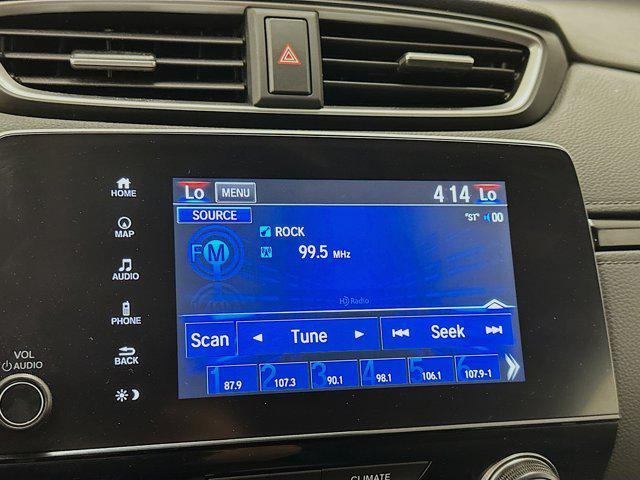 HOME
MAP
AUDIO
PHONE
BACK
VOL
AUDIO
Lo MENU 4 14 Lo
SOURCE "ST" 00
FM ROCK
99.5 MHz
HD Radio
Scan Tune Seek
1 87.9 2 107.3 3 90.1 4 98.1 5 106.1 6 107.9-1
CLIMATE